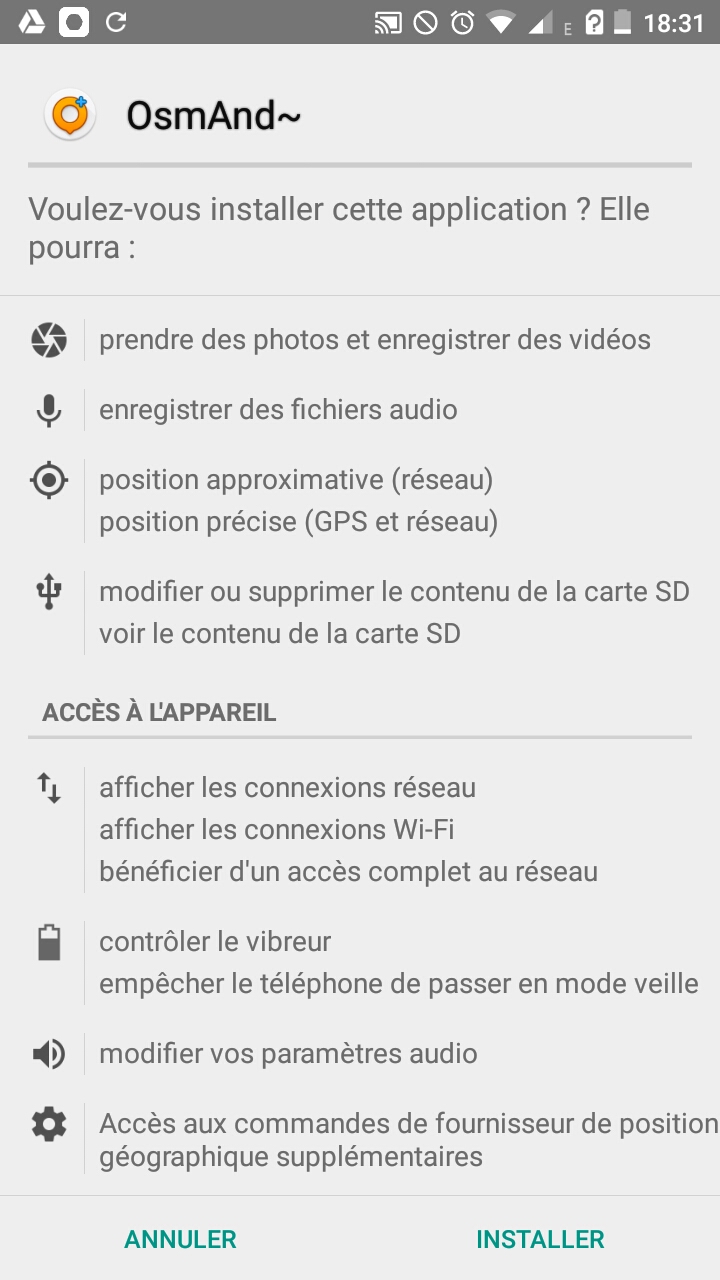 E 18:31
OsmAnd~
Voulez-vous installer cette application ? Elle
pourra :
prendre des photos et enregistrer des vidéos
enregistrer des fichiers audio
position approximative (réseau)
position précise (GPS et réseau)
modifier ou supprimer le contenu de la carte SD
voir le contenu de la carte SD
ACCÈS À L'APPAREIL
afficher les connexions réseau
afficher les connexions Wi-Fi
bénéficier d'un accès complet au réseau
contrôler le vibreur
empêcher le téléphone de passer en mode veille
modifier vos paramètres audio
Accès aux commandes de fournisseur de position
géographique supplémentaires
ANNULER INSTALLER